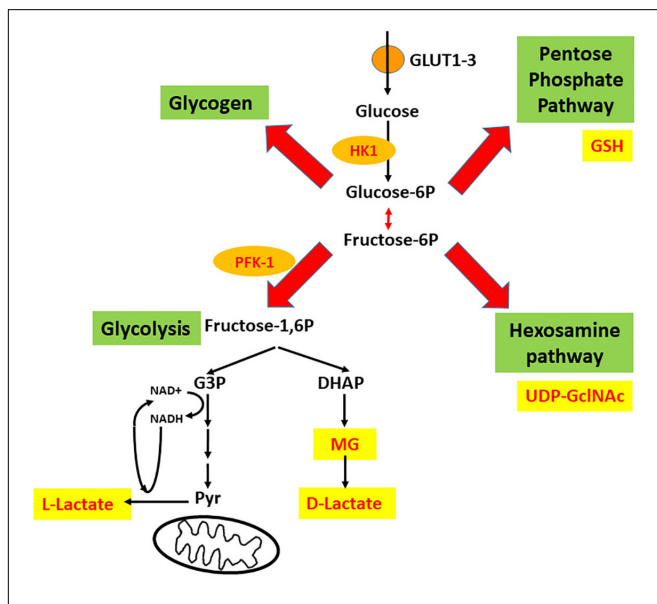 GLUT1-3
Pentose
Phosphate
Pathway
Glycogen
Glucose
GSH
HK1
Glucose-6P
Fructose-6P
PFK-1
Glycolysis
Fructose-1,6P
Hexosamine
pathway
UDP-GclNAc
G3P
DHAP
NAD+
NADH
MG
L-Lactate
Pyr
D-Lactate